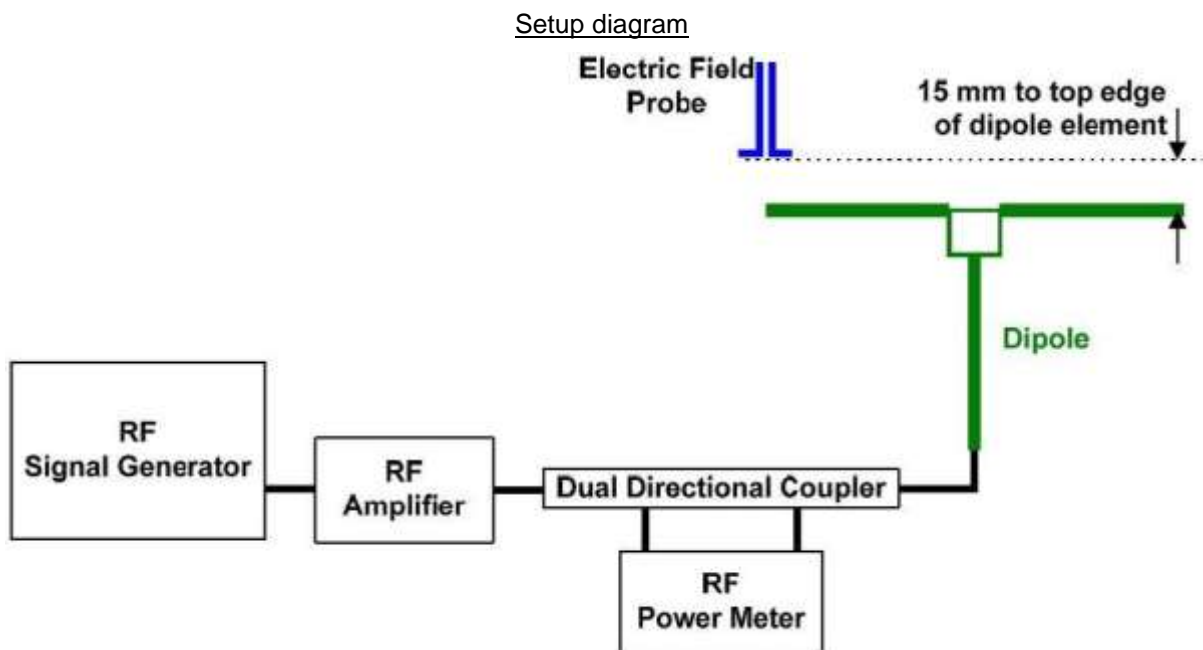 Setup diagram
Electric Field
Probe
15 mm to top edge
of dipole element
Dipole
RF
Signal Generator
RF
Amplifier
Dual Directional Coupler
RF
Power Meter